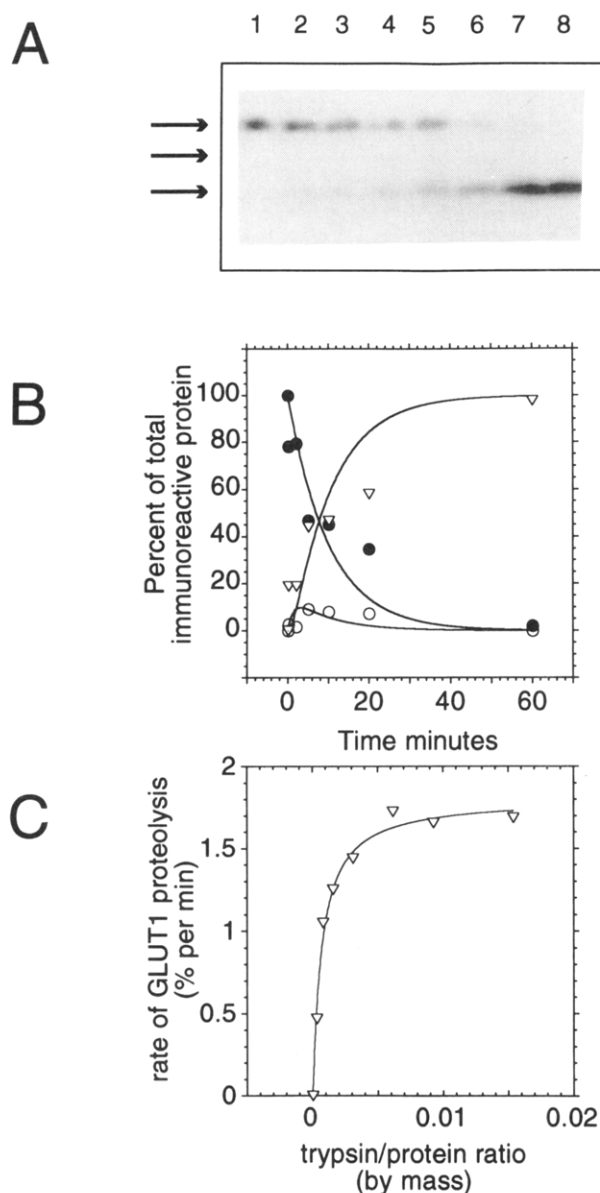 A
1 2 3 4 5 6 7 8
B
Percent of total
immunoreactive protein
100
80
60
40
20
0
0 20 40 60
Time minutes
C
rate of GLUT1 proteolysis
(% per min)
2
1.5
1
0.5
0
0 0.01 0.02
trypsin/protein ratio
(by mass)